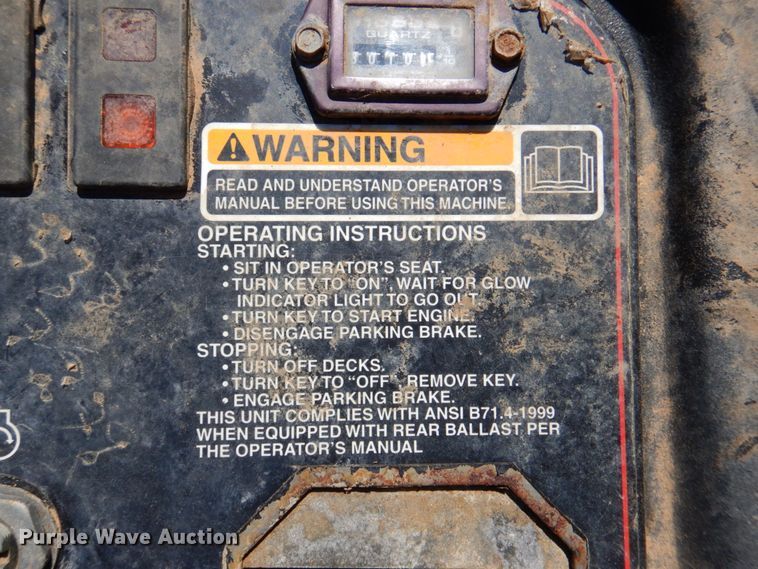 QUARTZ
1/10
WARNING
READ AND UNDERSTAND OPERATOR'S
MANUAL BEFORE USING THIS MACHINE.
OPERATING INSTRUCTIONS
STARTING:
• SIT IN OPERATOR'S SEAT.
• TURN KEY TO "ON", WAIT FOR GLOW
INDICATOR LIGHT TO GO OUT.
• TURN KEY TO START ENGINE.
• DISENGAGE PARKING BRAKE.
STOPPING:
• TURN OFF DECKS.
• TURN KEY TO "OFF", REMOVE KEY.
• ENGAGE PARKING BRAKE.
THIS UNIT COMPLIES WITH ANSI B71.4-1999
WHEN EQUIPPED WITH REAR BALLAST PER
THE OPERATOR'S MANUAL
Purple Wave Auction®